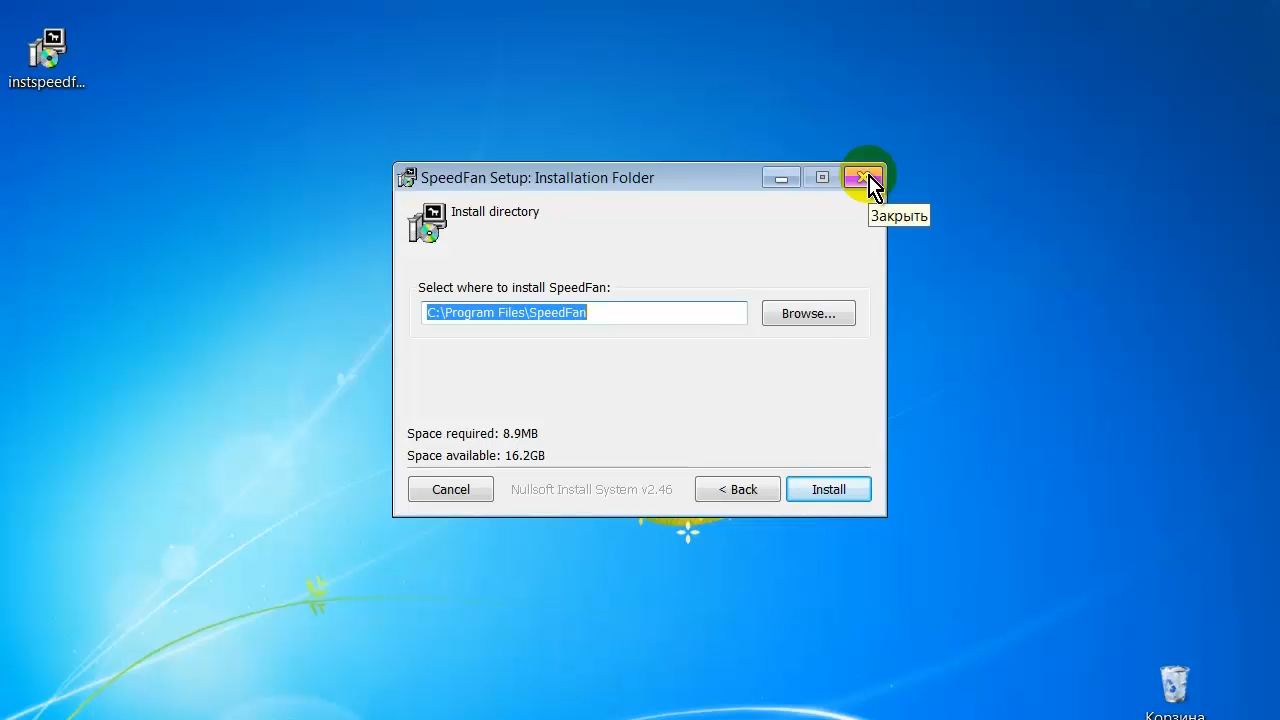 instspeedf...
SpeedFan Setup: Installation Folder
Закрыть
Install directory
Select where to install SpeedFan:
C:\Program Files\SpeedFan
Browse...
Space required: 8.9MB
Space available: 16.2GB
Cancel
Nullsoft Install System v2.46
< Back
Install
Корзина